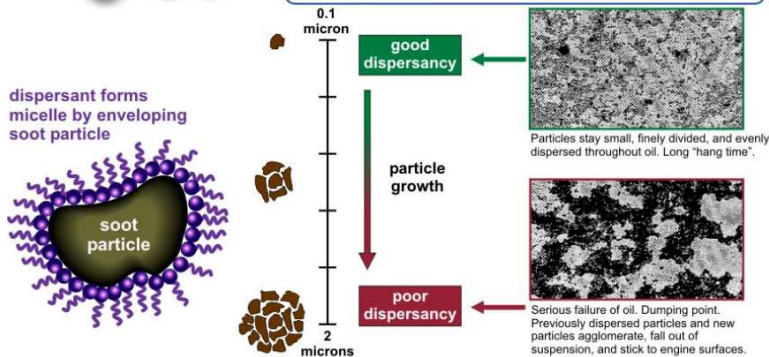 0.1
micron
good
dispersancy
dispersant forms
micelle by enveloping
soot particle
Particles stay small, finely divided, and evenly
dispersed throughout oil. Long “hang time”.
particle
growth
soot
particle
poor
dispersancy
2
microns
Serious failure of oil. Dumping point.
Previously dispersed particles and new
particles agglomerate, fall out of
suspension, and stick to engine surfaces.